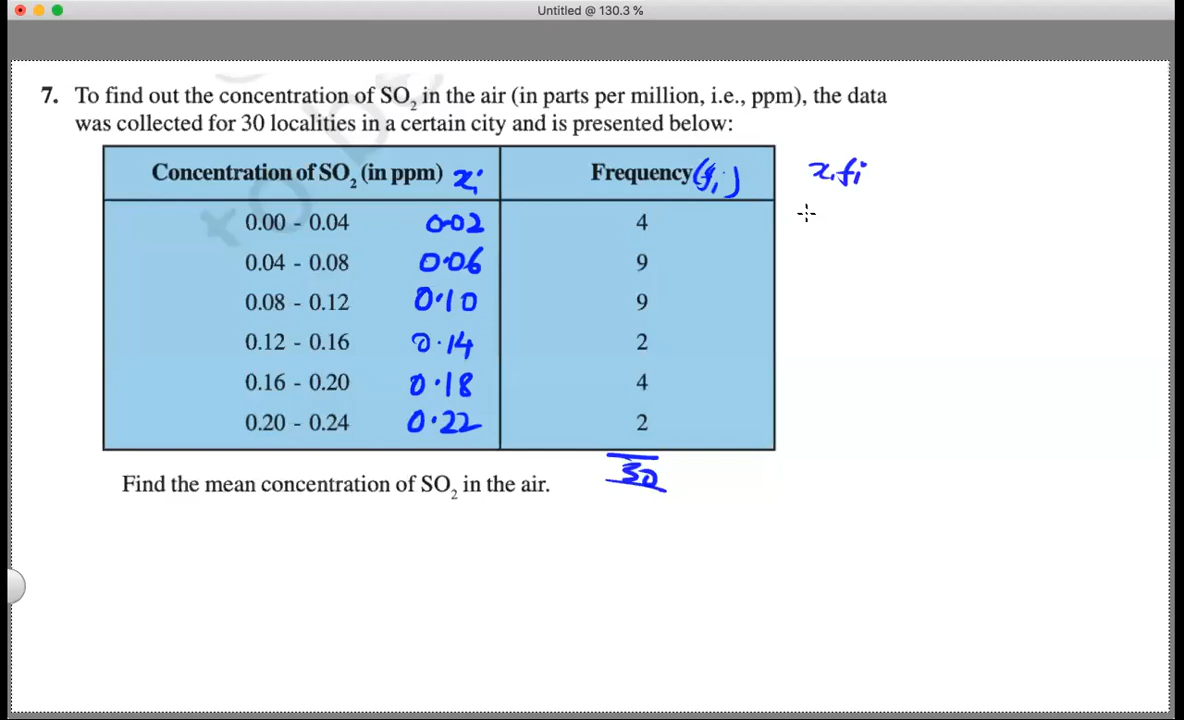 Untitled @ 130.3 %
7. To find out the concentration of SO₂ in the air (in parts per million, i.e., ppm), the data
was collected for 30 localities in a certain city and is presented below:
Concentration of SO₂ (in ppm) xᵢ Frequency (fᵢ) xᵢfᵢ
0.00 - 0.04 0.02 4
0.04 - 0.08 0.06 9
0.08 - 0.12 0.10 9
0.12 - 0.16 0.14 2
0.16 - 0.20 0.18 4
0.20 - 0.24 0.22 2
30
Find the mean concentration of SO₂ in the air.